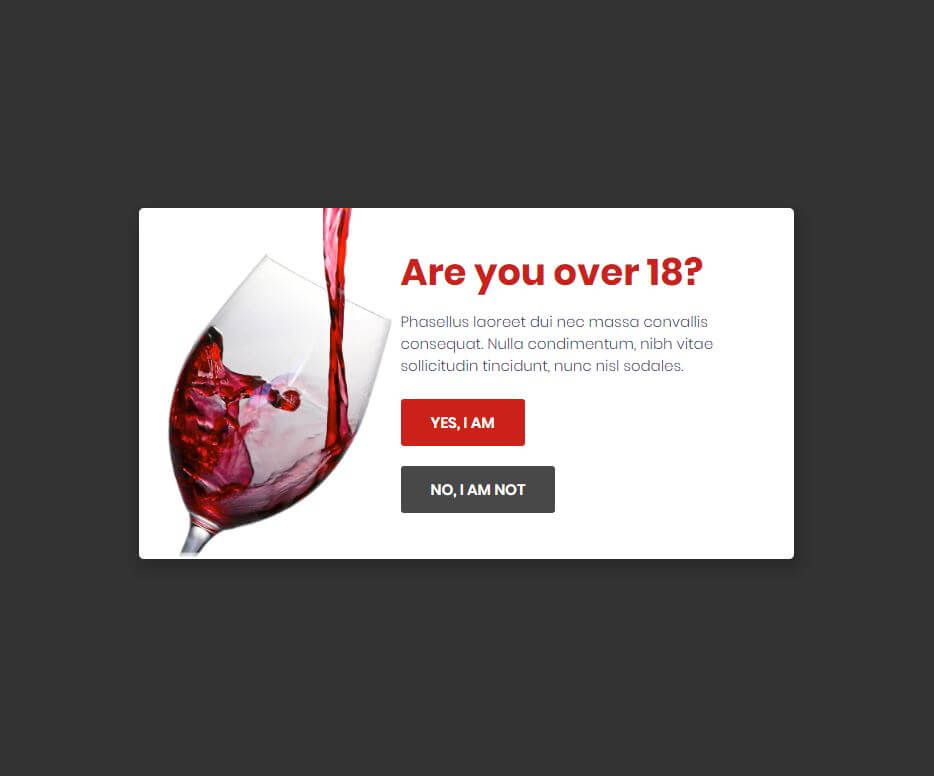 Are you over 18?
Phasellus laoreet dui nec massa convallis
consequat. Nulla condimentum, nibh vitae
sollicitudin tincidunt, nunc nisl sodales.
YES, I AM
NO, I AM NOT